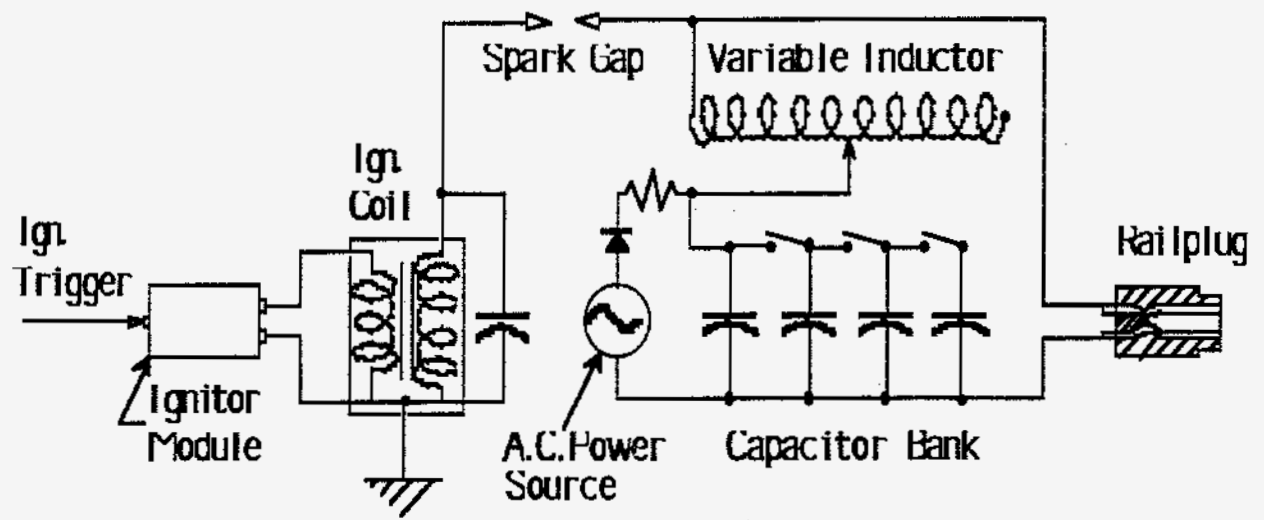 Spark Gap
Variable Inductor
Ign.
Coil
Ign.
Trigger
Railplug
Ignitor
Module
A.C. Power
Source
Capacitor Bank